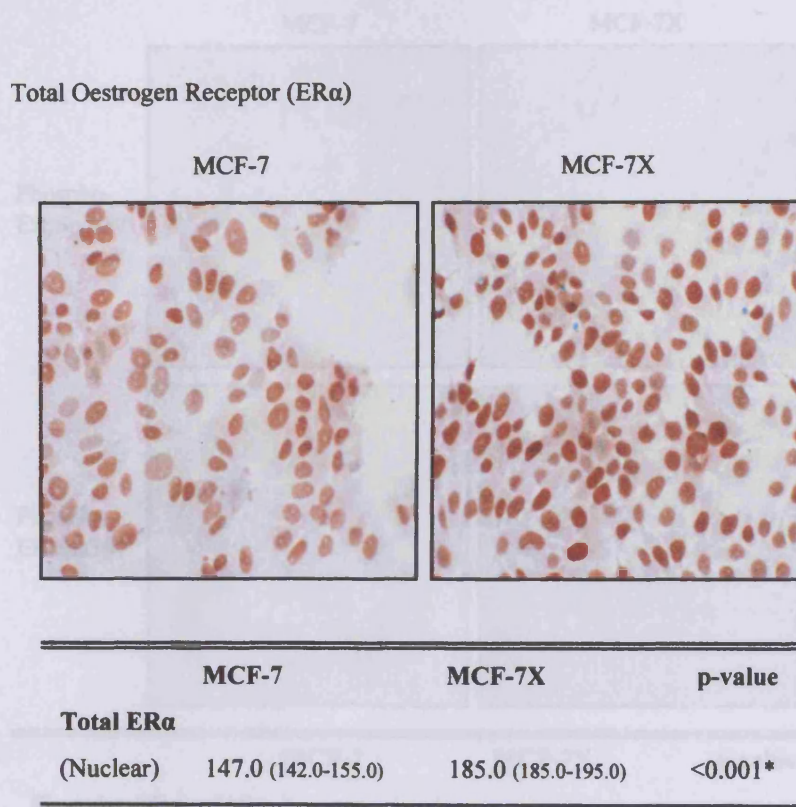 Total Oestrogen Receptor (ERα)
MCF-7 MCF-7X
MCF-7 MCF-7X p-value
Total ERα
(Nuclear) 147.0 (142.0-155.0) 185.0 (185.0-195.0) <0.001*